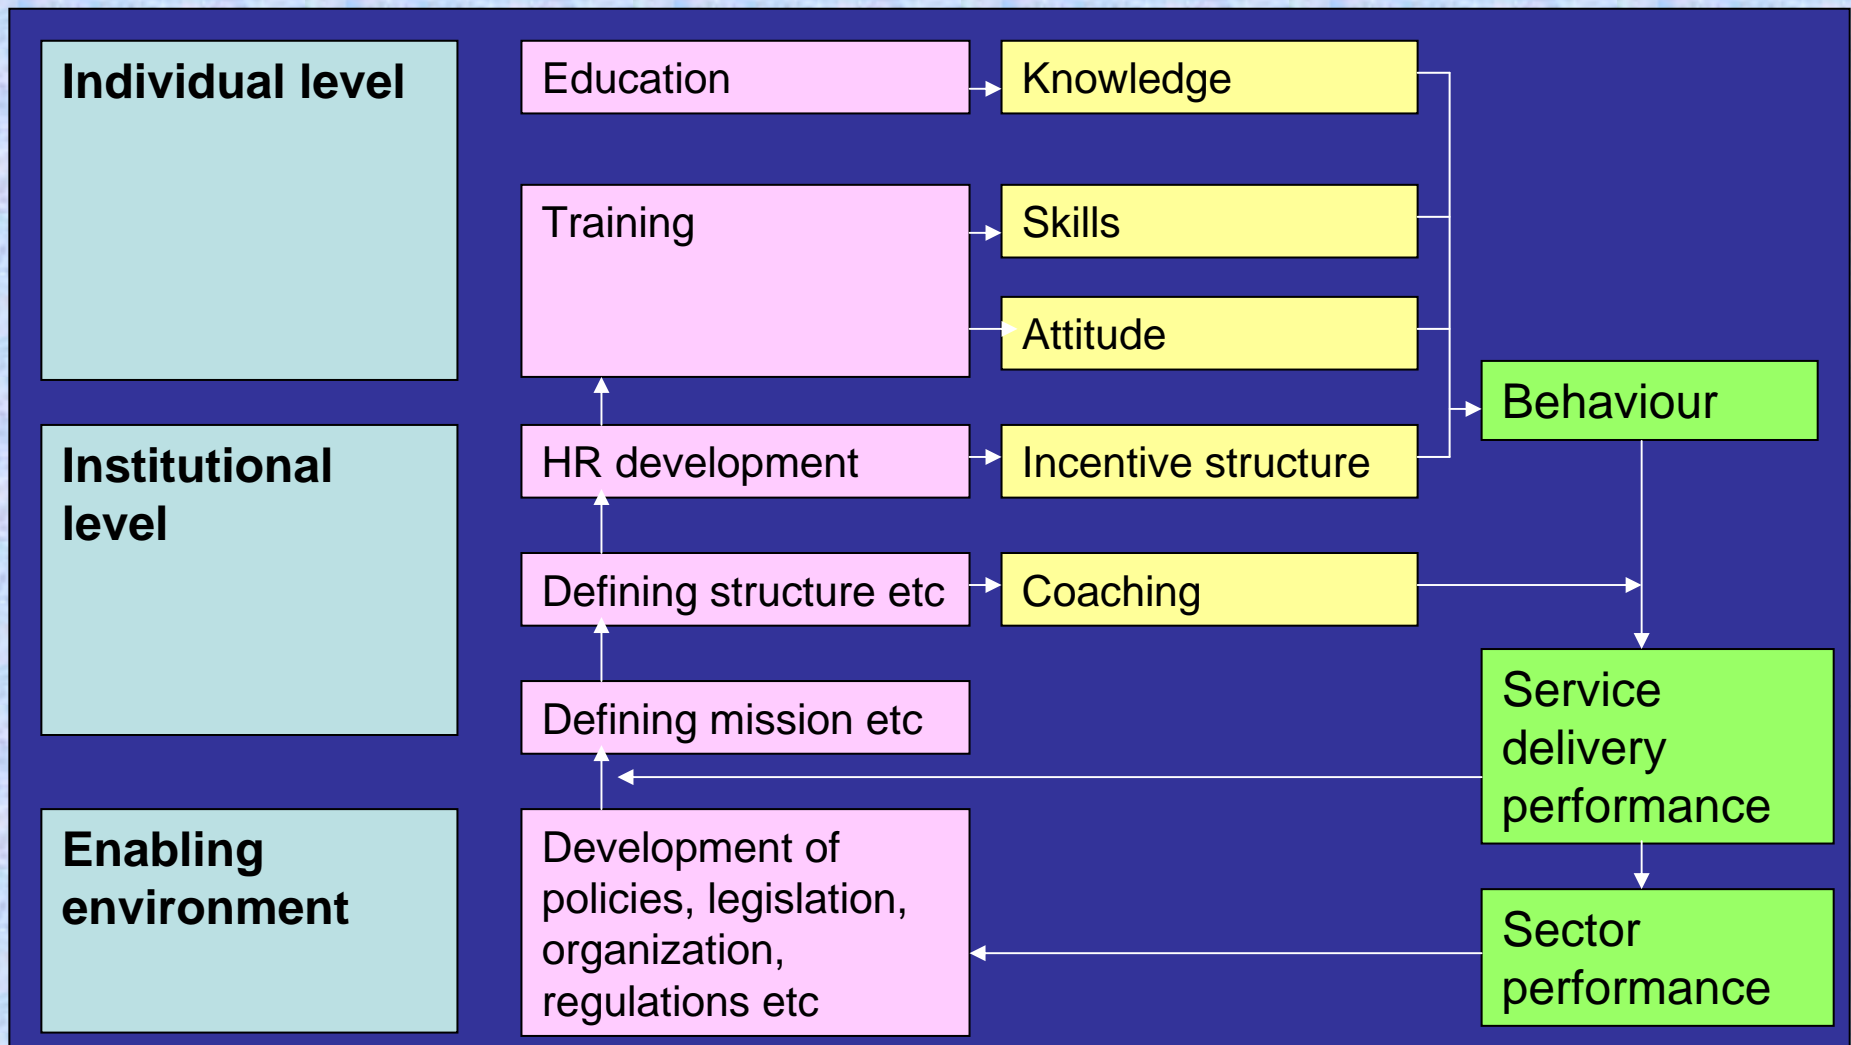 Individual level
Education
Knowledge
Training
Skills
Attitude
Behaviour
Institutional
level
HR development
Incentive structure
Defining structure etc
Coaching
Defining mission etc
Service
delivery
performance
Enabling
environment
Development of
policies, legislation,
organization,
regulations etc
Sector
performance